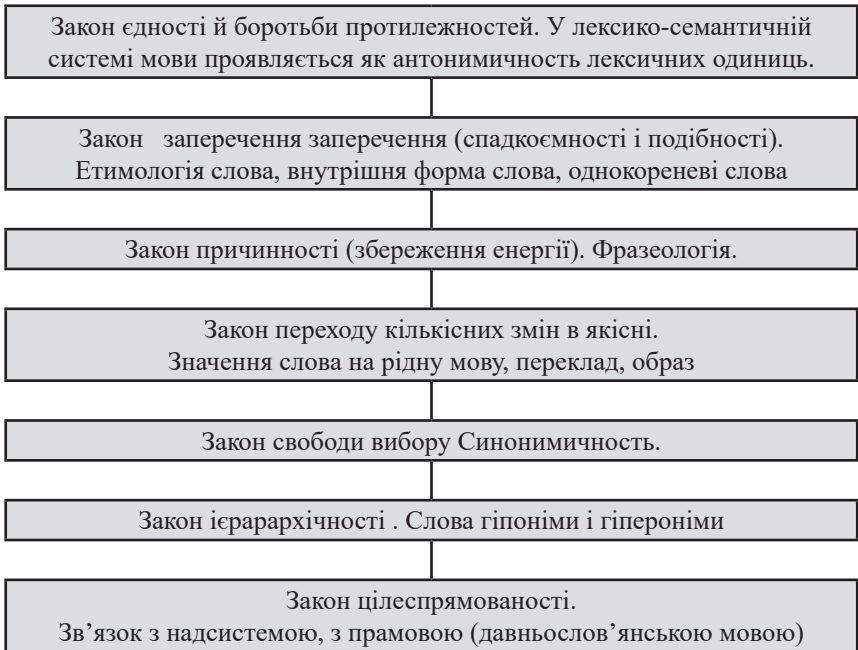 Закон єдності й боротьби протилежностей. У лексико-семантичній
системі мови проявляється як антонимичность лексичних одиниць.
Закон заперечення заперечення (спадкоємності і подібності).
Етимологія слова, внутрішня форма слова, однокореневі слова
Закон причинності (збереження енергії). Фразеологія.
Закон переходу кількісних змін в якісні.
Значення слова на рідну мову, переклад, образ
Закон свободи вибору Синонимичность.
Закон ієрарархічності . Слова гіпоніми і гіпероніми
Закон цілеспрямованості.
Зв’язок з надсистемою, з прамовою (давньослов’янською мовою)